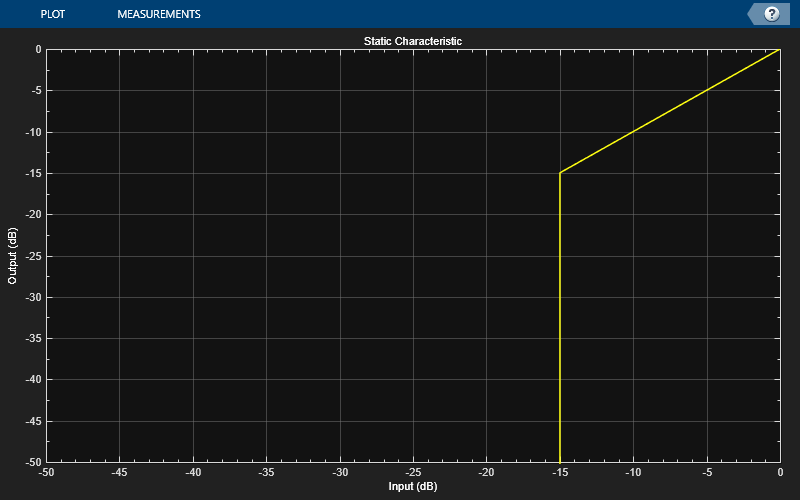 PLOT MEASUREMENTS ?
Static Characteristic
0
-5
-10
-15
-20
-25
-30
-35
-40
-45
-50
Output (dB)
-50 -45 -40 -35 -30 -25 -20 -15 -10 -5 0
Input (dB)